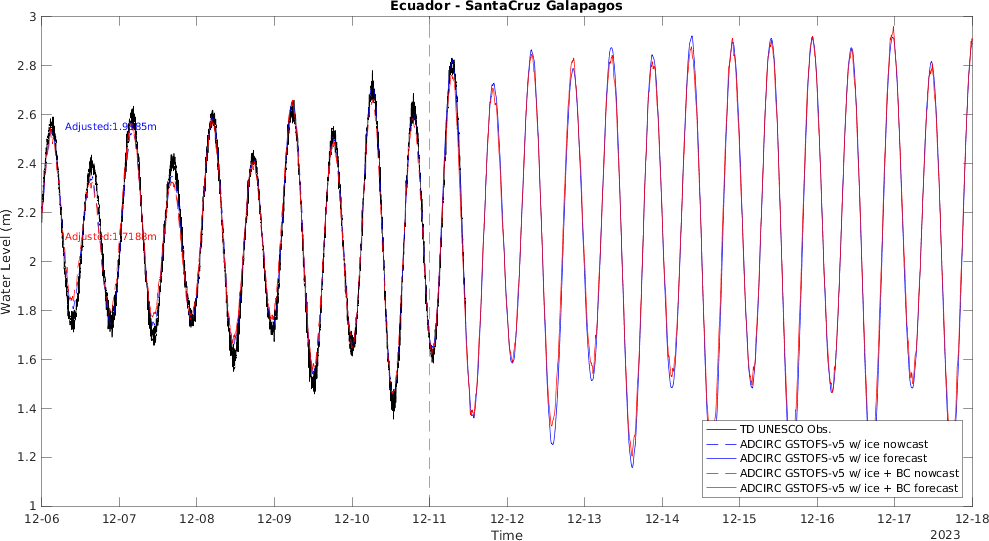 Ecuador - SantaCruz Galapagos
Water Level (m)
3
2.8
2.6
2.4
2.2
2
1.8
1.6
1.4
1.2
1
Adjusted:1.7188m
TD UNESCO Obs.
ADCIRC GSTOFS-v5 w/ ice nowcast
ADCIRC GSTOFS-v5 w/ ice forecast
ADCIRC GSTOFS-v5 w/ ice + BC nowcast
ADCIRC GSTOFS-v5 w/ ice + BC forecast
12-06 12-07 12-08 12-09 12-10 12-11 12-12 12-13 12-14 12-15 12-16 12-17 12-18
Time
2023